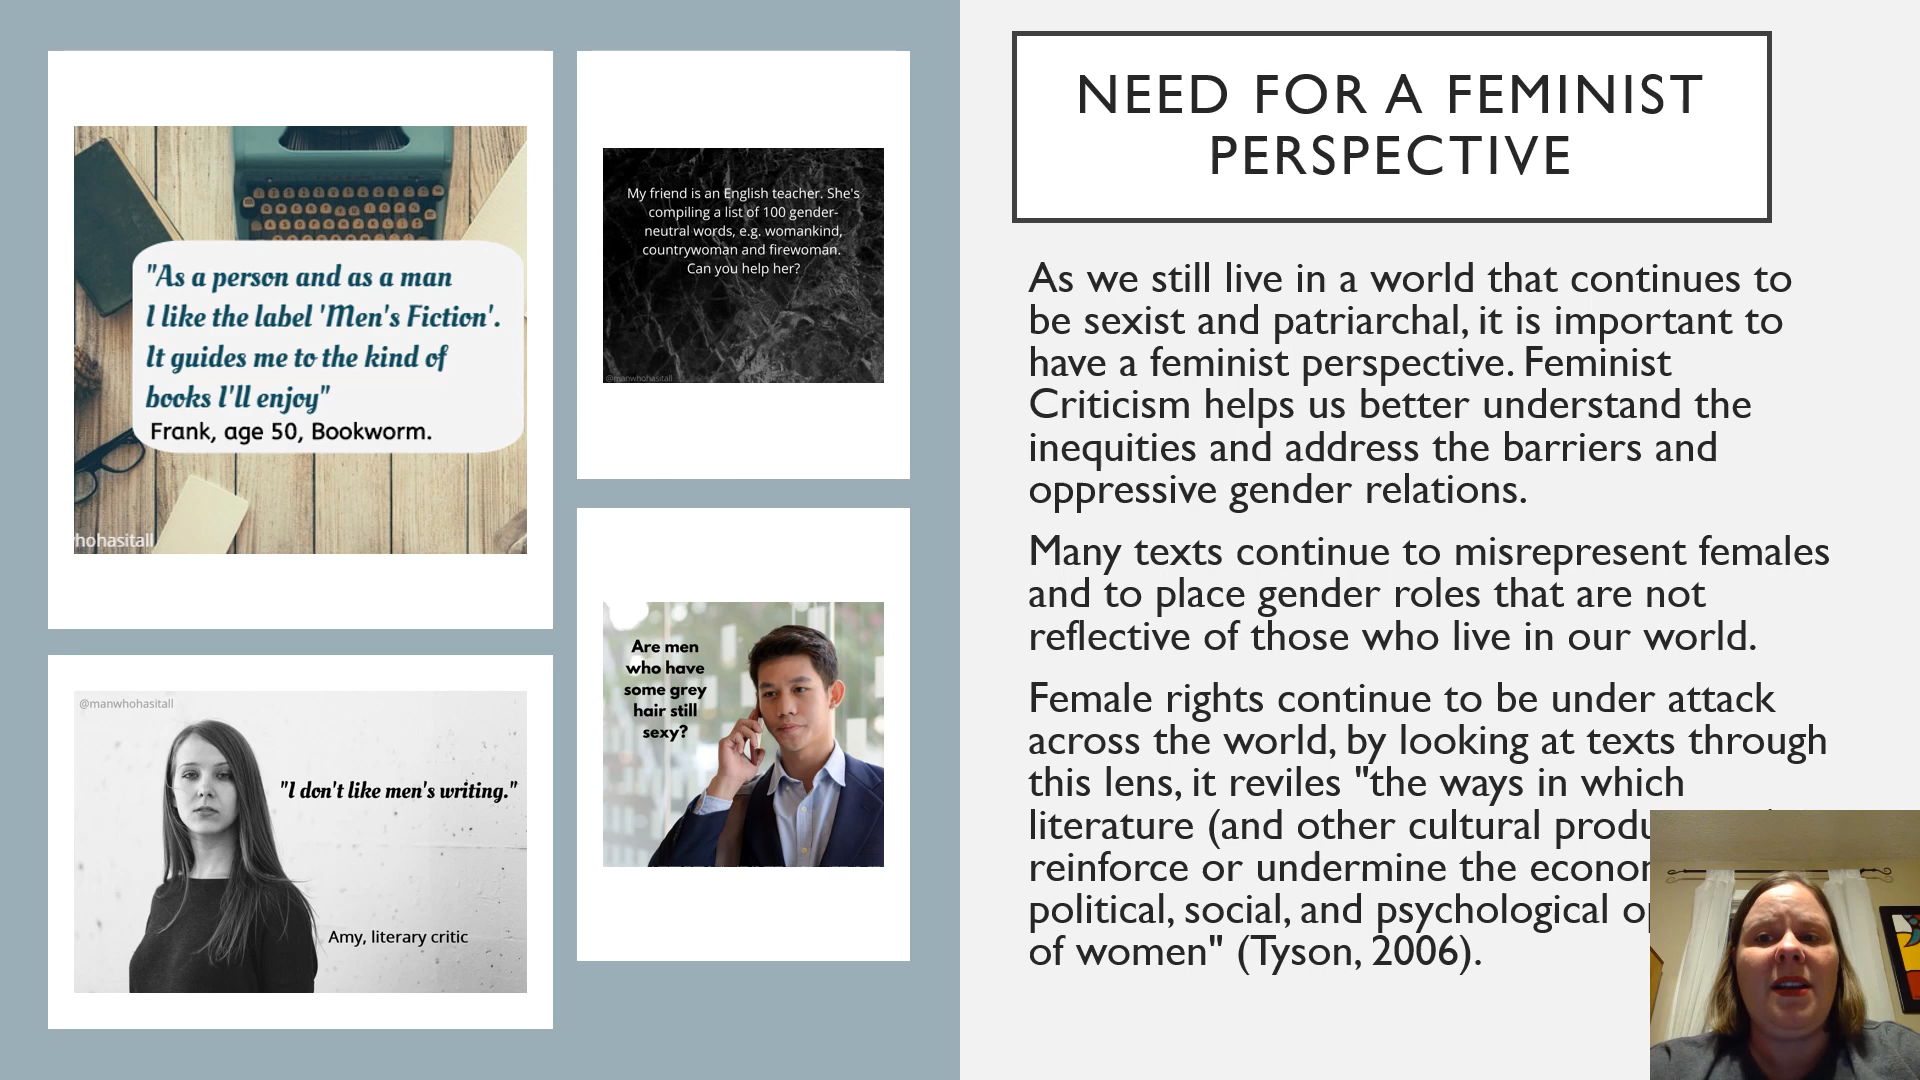 "As a person and as a man
I like the label 'Men's Fiction'.
It guides me to the kind of
books I'll enjoy"
Frank, age 50, Bookworm.
whohasitall
My friend is an English teacher. She's
compiling a list of 100 gender-
neutral words, e.g. womankind,
countrywoman and firewoman.
Can you help her?
@manwhohasitall
@manwhohasitall
"I don't like men's writing."
Amy, literary critic
Are men
who have
some grey
hair still
sexy?
NEED FOR A FEMINIST
PERSPECTIVE
As we still live in a world that continues to
be sexist and patriarchal, it is important to
have a feminist perspective. Feminist
Criticism helps us better understand the
inequities and address the barriers and
oppressive gender relations.
Many texts continue to misrepresent females
and to place gender roles that are not
reflective of those who live in our world.
Female rights continue to be under attack
across the world, by looking at texts through
this lens, it reviles "the ways in which
literature (and other cultural
reinforce or undermine the
political, social, and psychological
of women" (Tyson, 2006).